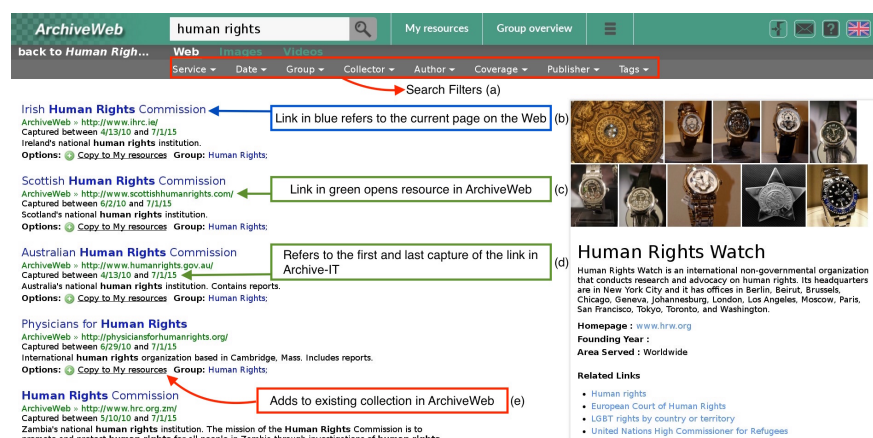 ArchiveWeb human rights My resources Group overview ?
back to Human Righ... Web Images Videos
Service Date Group Collector Author Coverage Publisher Tags
Search Filters (a)
Irish Human Rights Commission
ArchiveWeb » http://www.ihrc.ie/
Captured between 4/13/10 and 7/1/15
Ireland's national human rights institution.
Options: Copy to My resources Group: Human Rights;
Link in blue refers to the current page on the Web (b)
Scottish Human Rights Commission
ArchiveWeb » http://www.scottishhumanrights.com/
Captured between 6/2/10 and 7/1/15
Scotland's national human rights institution.
Options: Copy to My resources Group: Human Rights;
Link in green opens resource in ArchiveWeb (c)
Australian Human Rights Commission
ArchiveWeb » http://www.humanrights.gov.au/
Captured between 4/13/10 and 7/1/15
Australia's national human rights institution. Contains reports.
Options: Copy to My resources Group: Human Rights;
Refers to the first and last capture of the link in
Archive-IT (d)
Physicians for Human Rights
ArchiveWeb » http://physiciansforhumanrights.org/
Captured between 6/29/10 and 7/1/15
International human rights organization based in Cambridge, Mass. Includes reports.
Options: Copy to My resources Group: Human Rights;
Adds to existing collection in ArchiveWeb (e)
Human Rights Commission
ArchiveWeb » http://www.hrc.org.zm/
Captured between 5/10/10 and 7/1/15
Zambia's national human rights institution. The mission of the Human Rights Commission is to
promote and protect human rights for all people in Zambia through investigations of human rights
Human Rights Watch
Human Rights Watch is an international non-governmental organization
that conducts research and advocacy on human rights. Its headquarters
are in New York City and it has offices in Berlin, Beirut, Brussels,
Chicago, Geneva, Johannesburg, London, Los Angeles, Moscow, Paris,
San Francisco, Tokyo, Toronto, and Washington.
Homepage : www.hrw.org
Founding Year :
Area Served : Worldwide
Related Links
• Human rights
• European Court of Human Rights
• LGBT rights by country or territory
• United Nations High Commissioner for Refugees